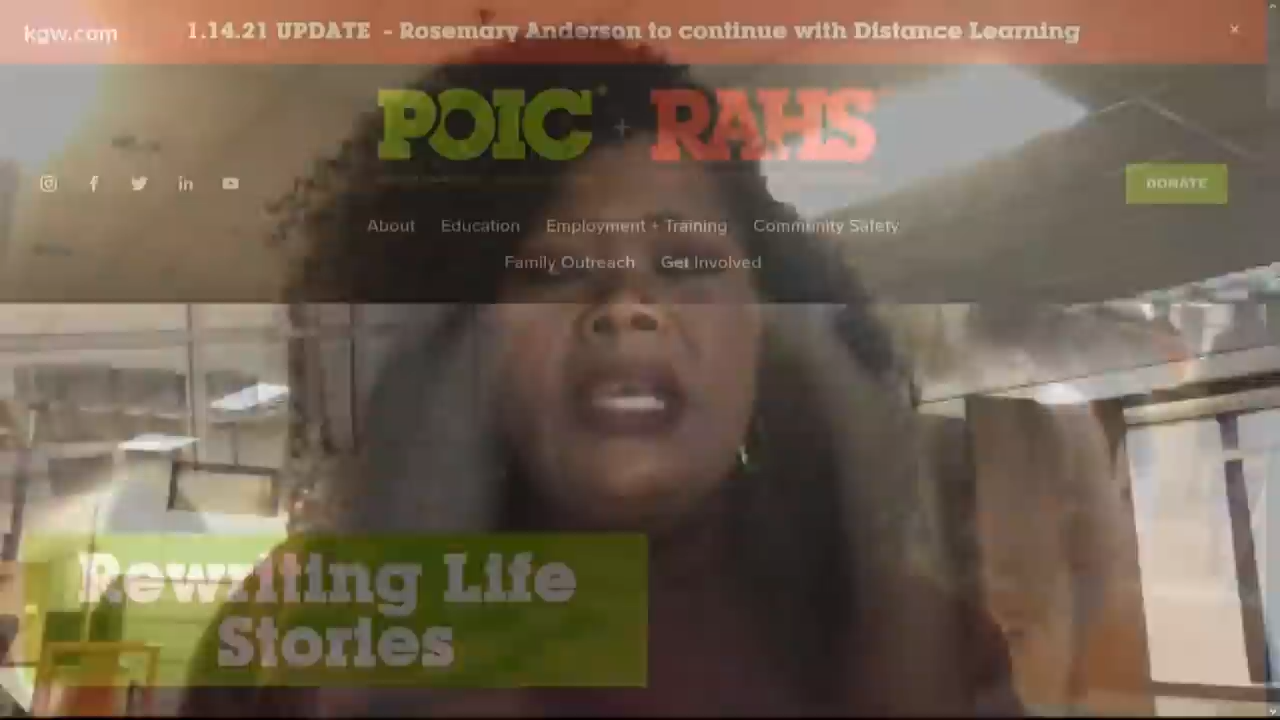 kgw.com
1.14.21 UPDATE - Rosemary Anderson to continue with Distance Learning
POIC + RAHS
DONATE
About Education Employment + Training Community Safety
Family Outreach Get Involved
Rewriting Life
Stories